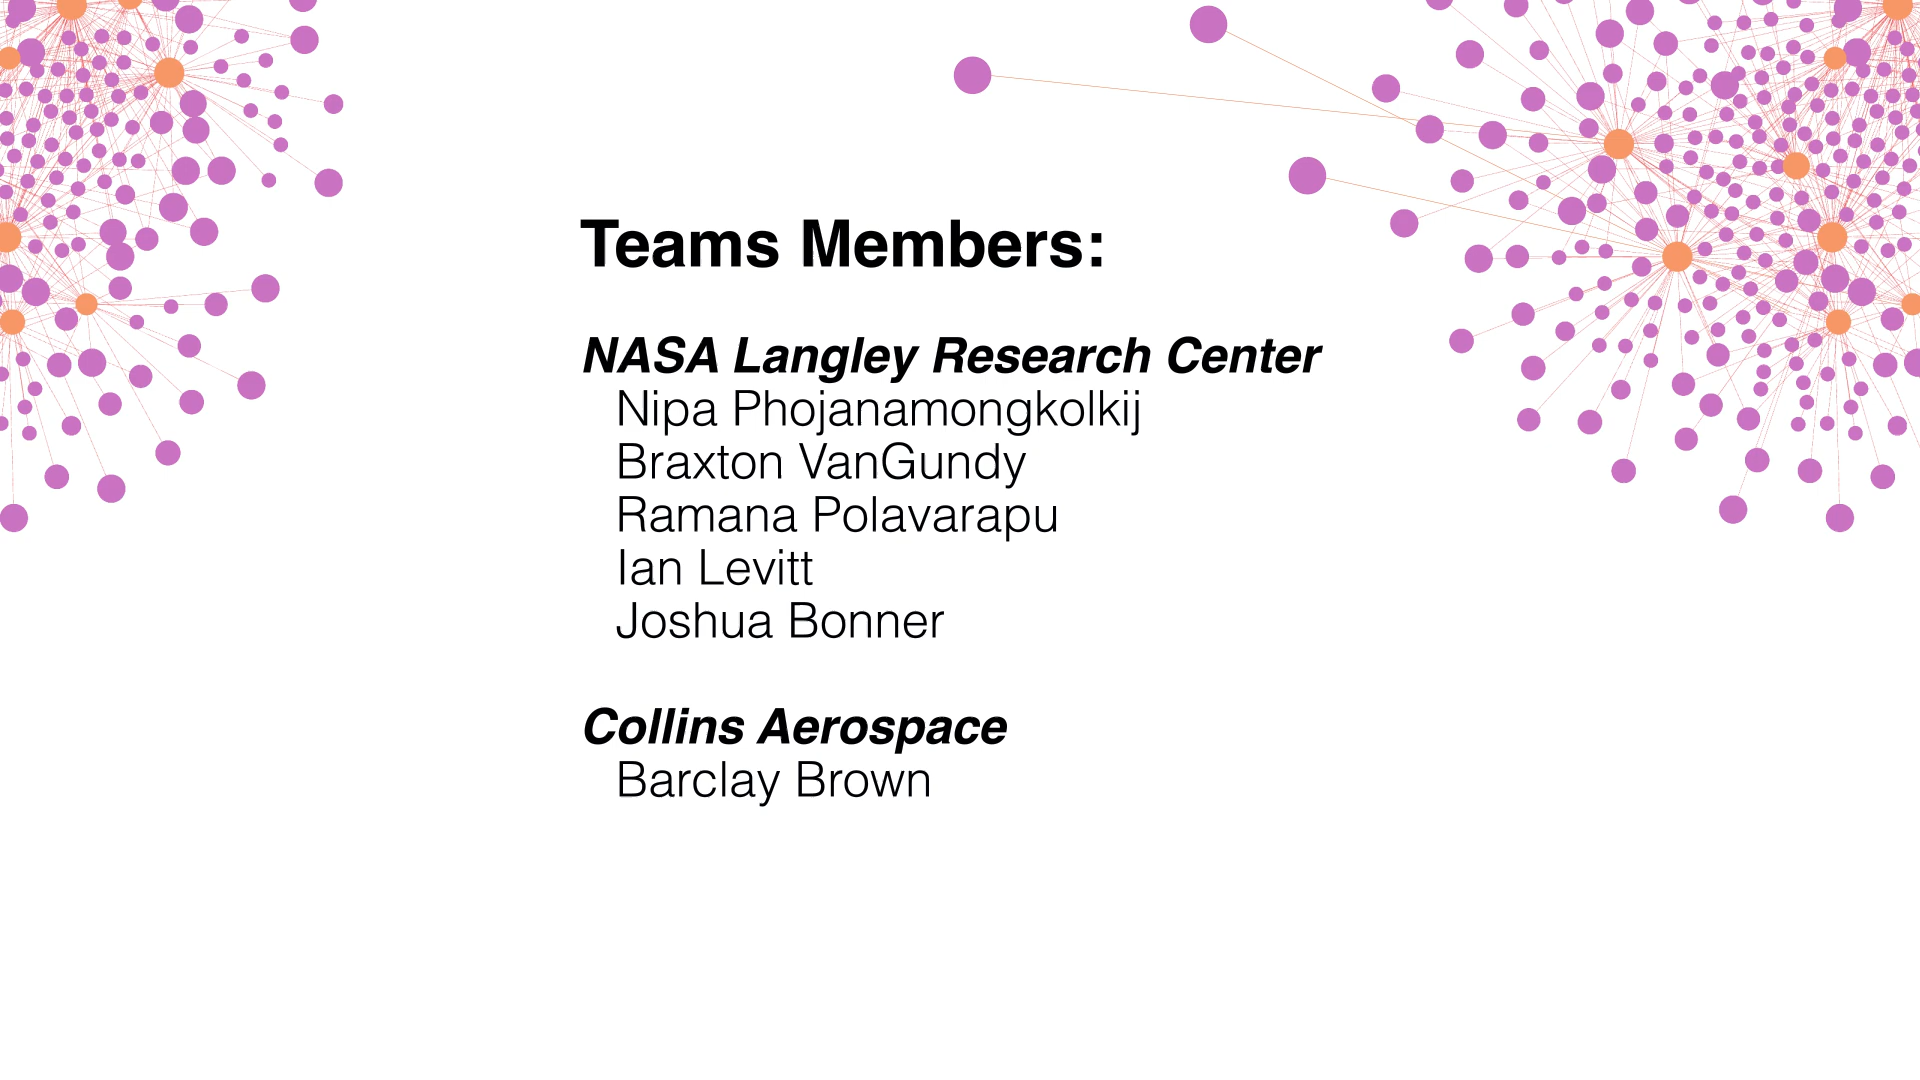 Teams Members:
NASA Langley Research Center
Nipa Phojanamongkolkij
Braxton VanGundy
Ramana Polavarapu
Ian Levitt
Joshua Bonner
Collins Aerospace
Barclay Brown